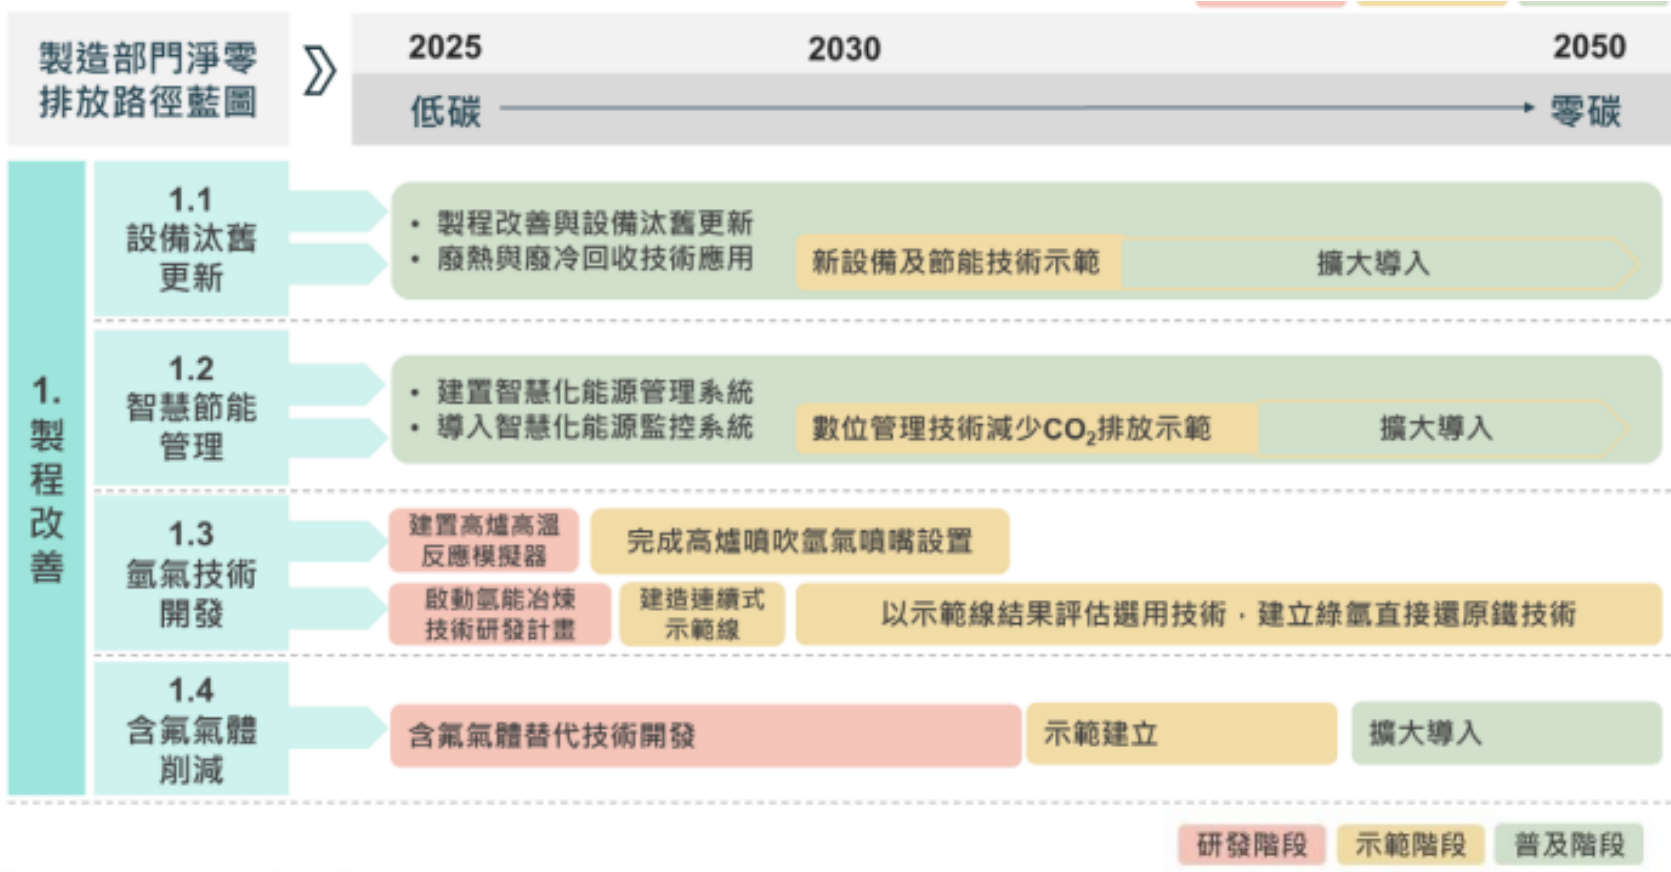 製造部門淨零
排放路徑藍圖
2025
2030
2050
低碳
零碳
1.
製
程
改
善
1.1
設備汰舊
更新
• 製程改善與設備汰舊更新
• 廢熱與廢冷回收技術應用
新設備及節能技術示範
擴大導入
1.2
智慧節能
管理
• 建置智慧化能源管理系統
• 導入智慧化能源監控系統
數位管理技術減少CO₂排放示範
擴大導入
1.3
氫氣技術
開發
建置高爐高溫
反應模擬器
完成高爐噴吹氫氣噴嘴設置
啟動氫能冶煉
技術研發計畫
建造連續式
示範線
以示範線結果評估選用技術，建立綠氫直接還原鐵技術
1.4
含氟氣體
削減
含氟氣體替代技術開發
示範建立
擴大導入
研發階段
示範階段
普及階段